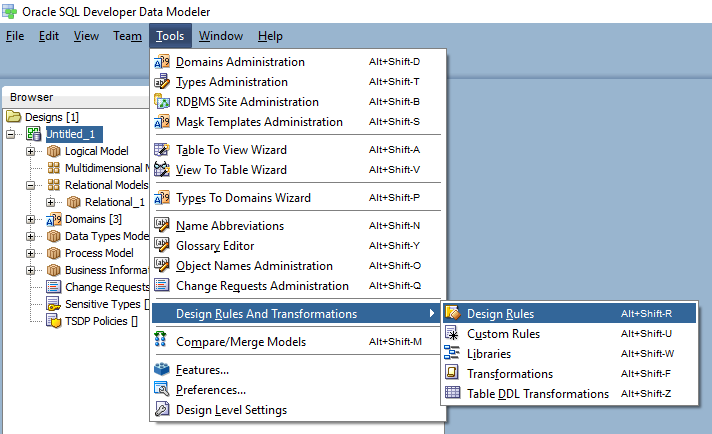 Oracle SQL Developer Data Modeler
File Edit View Team Tools Window Help
Browser
Designs [1]
Untitled_1
Logical Model
Multidimensional M
Relational Models
Relational_1
Domains [3]
Data Types Mode
Process Model
Business Informat
Change Requests
Sensitive Types []
TSDP Policies []
Domains Administration Alt+Shift-D
Types Administration Alt+Shift-T
RDBMS Site Administration Alt+Shift-B
Mask Templates Administration Alt+Shift-S
Table To View Wizard Alt+Shift-A
View To Table Wizard Alt+Shift-V
Types To Domains Wizard Alt+Shift-P
Name Abbreviations Alt+Shift-N
Glossary Editor Alt+Shift-Y
Object Names Administration Alt+Shift-O
Change Requests Administration Alt+Shift-Q
Design Rules And Transformations
Compare/Merge Models Alt+Shift-M
Features...
Preferences...
Design Level Settings
Design Rules Alt+Shift-R
Custom Rules Alt+Shift-U
Libraries Alt+Shift-W
Transformations Alt+Shift-F
Table DDL Transformations Alt+Shift-Z